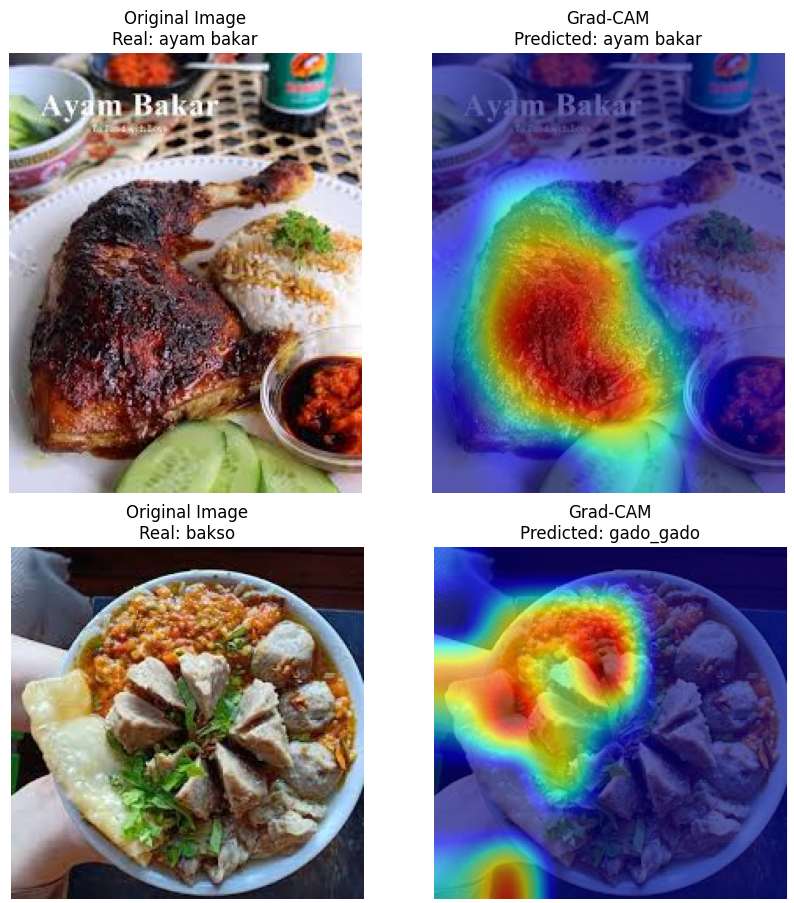 Original Image
Real: ayam bakar
Grad-CAM
Predicted: ayam bakar
Ayam Bakar
Ayam Bakar
Original Image
Real: bakso
Grad-CAM
Predicted: gado_gado